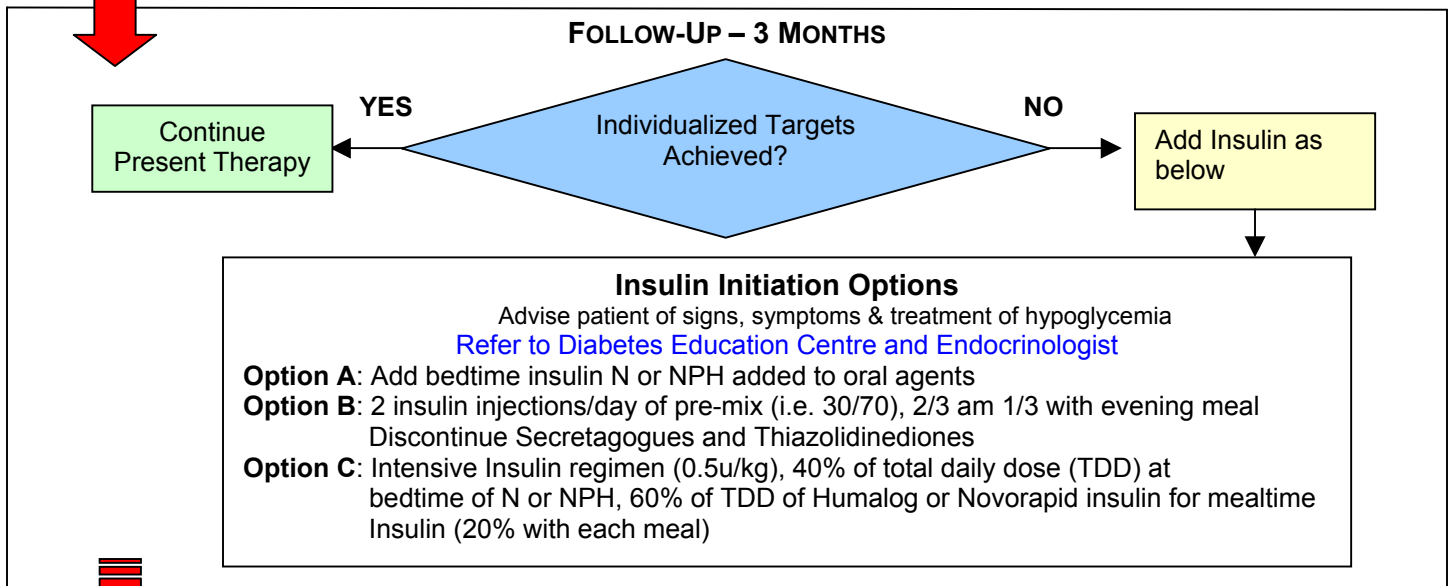 FOLLOW-UP – 3 MONTHS
YES
NO
Individualized Targets
Achieved?
Continue
Present Therapy
Add Insulin as
below
Insulin Initiation Options
Advise patient of signs, symptoms & treatment of hypoglycemia
Refer to Diabetes Education Centre and Endocrinologist
Option A: Add bedtime insulin N or NPH added to oral agents
Option B: 2 insulin injections/day of pre-mix (i.e. 30/70), 2/3 am 1/3 with evening meal
Discontinue Secretagogues and Thiazolidinediones
Option C: Intensive Insulin regimen (0.5u/kg), 40% of total daily dose (TDD) at
bedtime of N or NPH, 60% of TDD of Humalog or Novorapid insulin for mealtime
Insulin (20% with each meal)